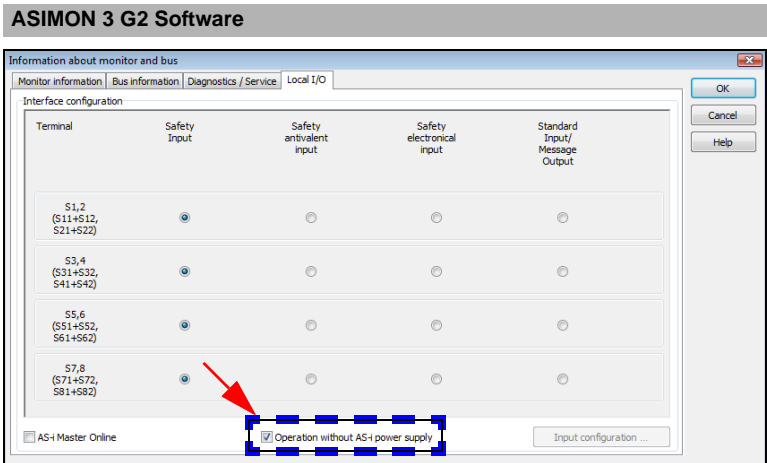 ASIMON 3 G2 Software
Information about monitor and bus
Monitor information Bus information Diagnostics / Service Local I/O
OK
Cancel
Help
Interface configuration
Terminal
Safety
Input
Safety
antivalent
input
Safety
electronical
input
Standard
Input/
Message
Output
S1,2
(S11+S12,
S21+S22)
S3,4
(S31+S32,
S41+S42)
S5,6
(S51+S52,
S61+S62)
S7,8
(S71+S72,
S81+S82)
AS-i Master Online
Operation without AS-i power supply
Input configuration ...